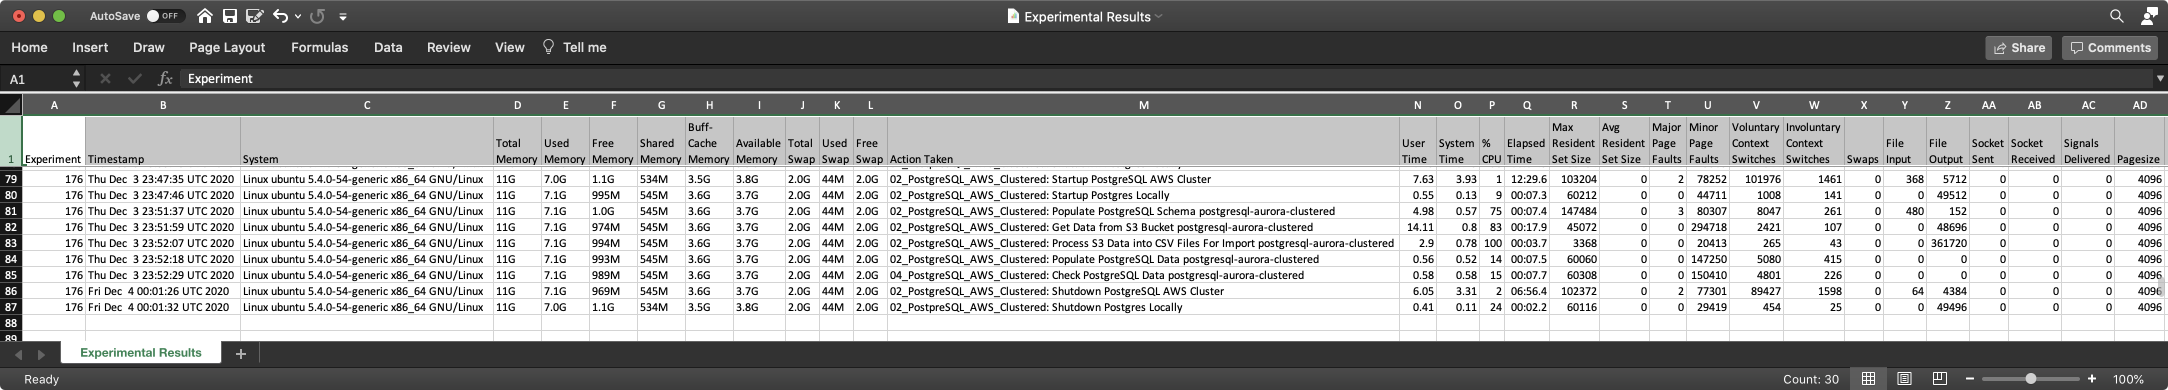 AutoSave OFF Experimental Results
Home Insert Draw Page Layout Formulas Data Review View Tell me Share Comments
A1 fx Experiment
A B C D E F G H I J K L M N O P Q R S T U V W X Y Z AA AB AC AD
1 Experiment Timestamp System Total Memory Used Memory Free Memory Shared Memory Buff-Cache Memory Available Memory Total Swap Used Swap Free Swap Action Taken User Time System Time % CPU Elapsed Time Max Resident Set Size Avg Resident Set Size Major Page Faults Minor Page Faults Voluntary Context Switches Involuntary Context Switches Swaps File Input File Output Socket Sent Socket Received Signals Delivered Pagesize
79 176 Thu Dec 3 23:47:35 UTC 2020 Linux ubuntu 5.4.0-54-generic x86_64 GNU/Linux 11G 7.0G 1.1G 534M 3.5G 3.8G 2.0G 44M 2.0G 02_PostgreSQL_AWS_Clustered: Startup PostgreSQL AWS Cluster 7.63 3.93 1 12:29.6 103204 0 2 78252 101976 1461 0 368 5712 0 0 0 4096
80 176 Thu Dec 3 23:47:46 UTC 2020 Linux ubuntu 5.4.0-54-generic x86_64 GNU/Linux 11G 7.1G 995M 545M 3.6G 3.7G 2.0G 44M 2.0G 02_PostgreSQL_AWS_Clustered: Startup Postgres Locally 0.55 0.13 9 00:07.3 60212 0 0 44711 1008 141 0 0 49512 0 0 0 4096
81 176 Thu Dec 3 23:51:37 UTC 2020 Linux ubuntu 5.4.0-54-generic x86_64 GNU/Linux 11G 7.1G 1.0G 545M 3.6G 3.7G 2.0G 44M 2.0G 02_PostgreSQL_AWS_Clustered: Populate PostgreSQL Schema postgresql-aurora-clustered 4.98 0.57 75 00:07.4 147484 0 3 80307 8047 261 0 480 152 0 0 0 4096
82 176 Thu Dec 3 23:51:59 UTC 2020 Linux ubuntu 5.4.0-54-generic x86_64 GNU/Linux 11G 7.1G 974M 545M 3.6G 3.7G 2.0G 44M 2.0G 02_PostgreSQL_AWS_Clustered: Get Data from S3 Bucket postgresql-aurora-clustered 14.11 0.8 83 00:17.9 45072 0 0 294718 2421 107 0 0 48696 0 0 0 4096
83 176 Thu Dec 3 23:52:07 UTC 2020 Linux ubuntu 5.4.0-54-generic x86_64 GNU/Linux 11G 7.1G 994M 545M 3.6G 3.7G 2.0G 44M 2.0G 02_PostgreSQL_AWS_Clustered: Process S3 Data into CSV Files For Import postgresql-aurora-clustered 2.9 0.78 100 00:03.7 3368 0 0 20413 265 43 0 0 361720 0 0 0 4096
84 176 Thu Dec 3 23:52:18 UTC 2020 Linux ubuntu 5.4.0-54-generic x86_64 GNU/Linux 11G 7.1G 993M 545M 3.6G 3.7G 2.0G 44M 2.0G 02_PostgreSQL_AWS_Clustered: Populate PostgreSQL Data postgresql-aurora-clustered 0.56 0.52 14 00:07.5 60060 0 0 147250 5080 415 0 0 0 0 0 0 4096
85 176 Thu Dec 3 23:52:29 UTC 2020 Linux ubuntu 5.4.0-54-generic x86_64 GNU/Linux 11G 7.1G 989M 545M 3.6G 3.7G 2.0G 44M 2.0G 04_PostgreSQL_AWS_Clustered: Check PostgreSQL Data postgresql-aurora-clustered 0.58 0.58 15 00:07.7 60308 0 0 150410 4801 226 0 0 0 0 0 0 4096
86 176 Fri Dec 4 00:01:26 UTC 2020 Linux ubuntu 5.4.0-54-generic x86_64 GNU/Linux 11G 7.1G 969M 545M 3.6G 3.7G 2.0G 44M 2.0G 02_PostgreSQL_AWS_Clustered: Shutdown PostgreSQL AWS Cluster 6.05 3.31 2 06:56.4 102372 0 2 77301 89427 1598 0 64 4384 0 0 0 4096
87 176 Fri Dec 4 00:01:32 UTC 2020 Linux ubuntu 5.4.0-54-generic x86_64 GNU/Linux 11G 7.0G 1.1G 534M 3.5G 3.8G 2.0G 44M 2.0G 02_PostpreSQL_AWS_Clustered: Shutdown Postgres Locally 0.41 0.11 24 00:02.2 60116 0 0 29419 454 25 0 0 49496 0 0 0 4096
88
89
Experimental Results +
Ready Count: 30 − + 100%